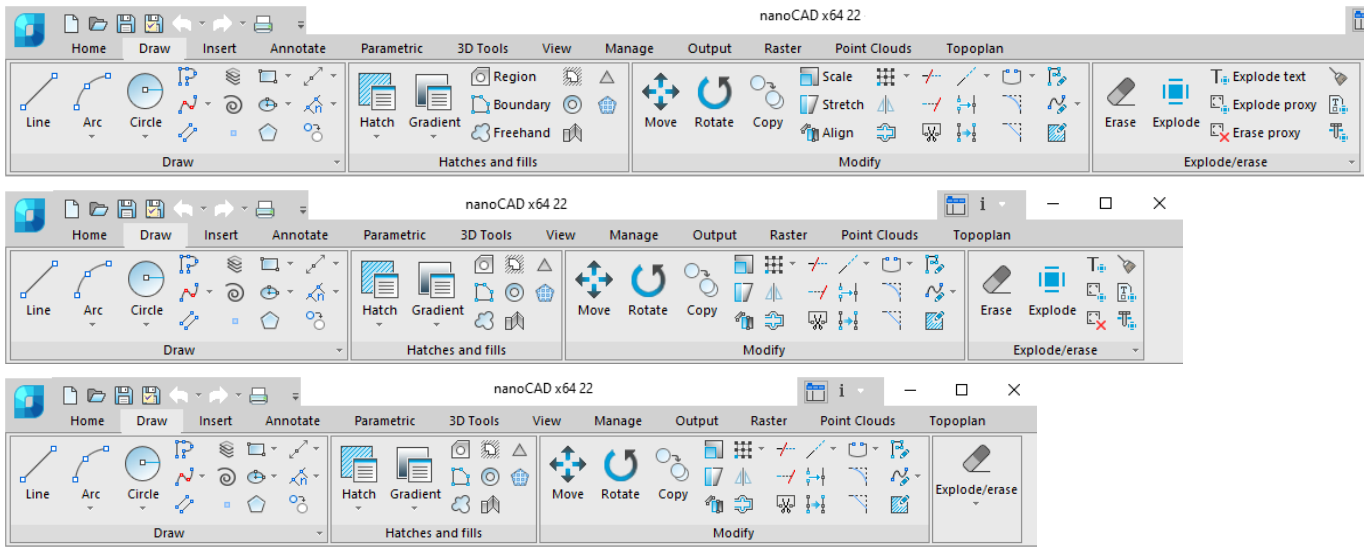 nanoCAD x64 22
Home Draw Insert Annotate Parametric 3D Tools View Manage Output Raster Point Clouds Topoplan
Region Scale Explode text
Boundary Stretch Explode proxy
Line Arc Circle Hatch Gradient Move Rotate Copy Erase Explode
Freehand Align Erase proxy
Draw Hatches and fills Modify Explode/erase
nanoCAD x64 22 i
Home Draw Insert Annotate Parametric 3D Tools View Manage Output Raster Point Clouds Topoplan
Line Arc Circle Hatch Gradient Move Rotate Copy Erase Explode
Draw Hatches and fills Modify Explode/erase
nanoCAD x64 22 i
Home Draw Insert Annotate Parametric 3D Tools View Manage Output Raster Point Clouds Topoplan
Line Arc Circle Hatch Gradient Move Rotate Copy Explode/erase
Draw Hatches and fills Modify